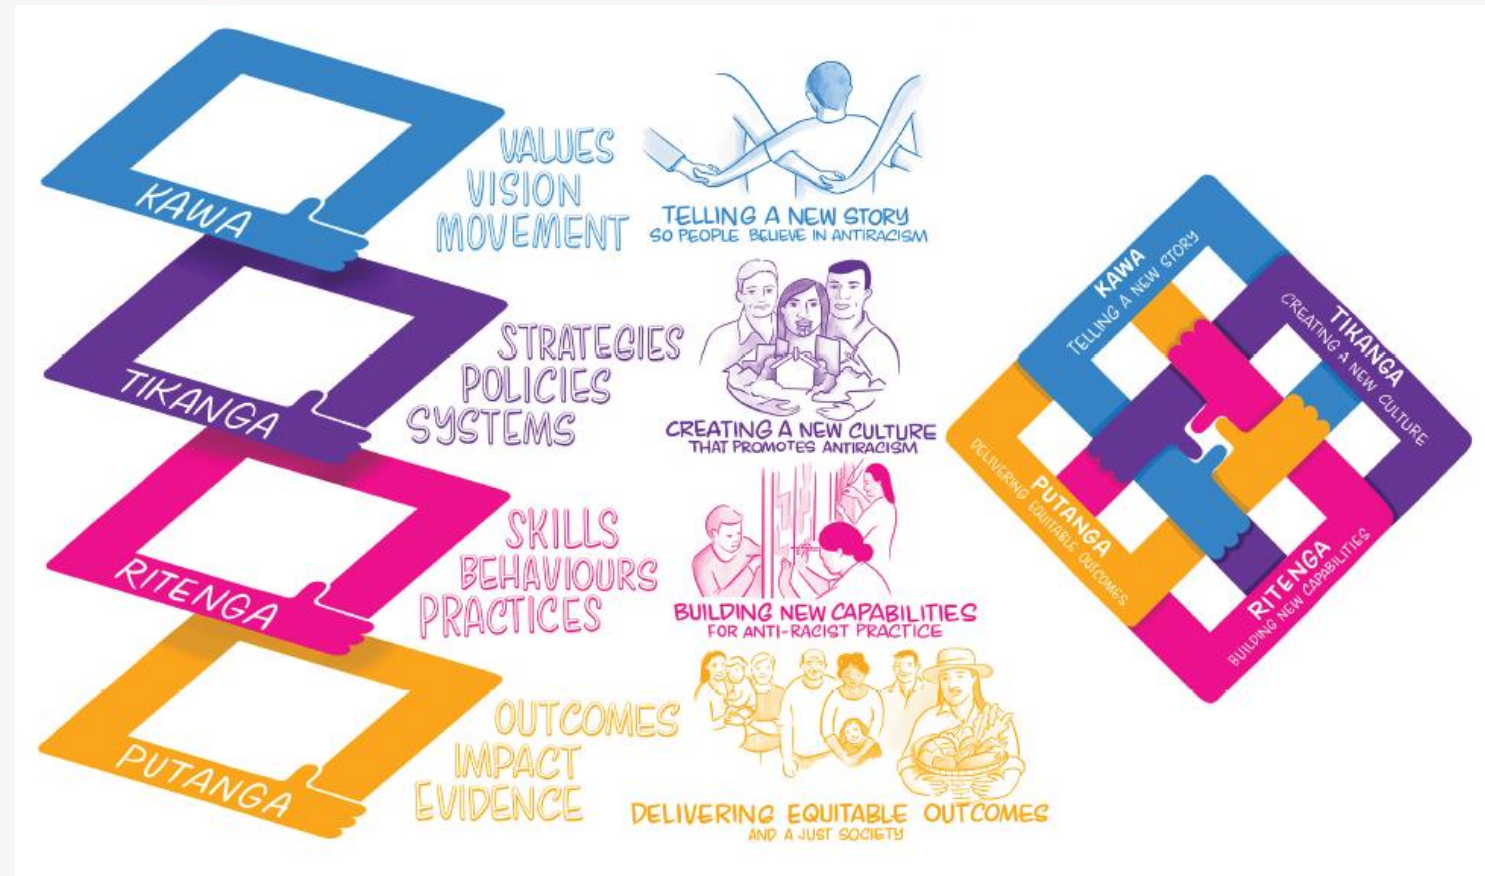 KAWA
VALUES
VISION
MOVEMENT
TELLING A NEW STORY
SO PEOPLE BELIEVE IN ANTIRACISM
TIKANGA
STRATEGIES
POLICIES
SYSTEMS
CREATING A NEW CULTURE
THAT PROMOTES ANTIRACISM
RITENGA
SKILLS
BEHAVIOURS
PRACTICES
BUILDING NEW CAPABILITIES
FOR ANTI-RACIST PRACTICE
PUTANGA
OUTCOMES
IMPACT
EVIDENCE
DELIVERING EQUITABLE OUTCOMES
AND A JUST SOCIETY
KAWA
TELLING A NEW STORY
TIKANGA
CREATING A NEW CULTURE
PUTANGA
DELIVERING EQUITABLE OUTCOMES
RITENGA
BUILDING NEW CAPABILITIES